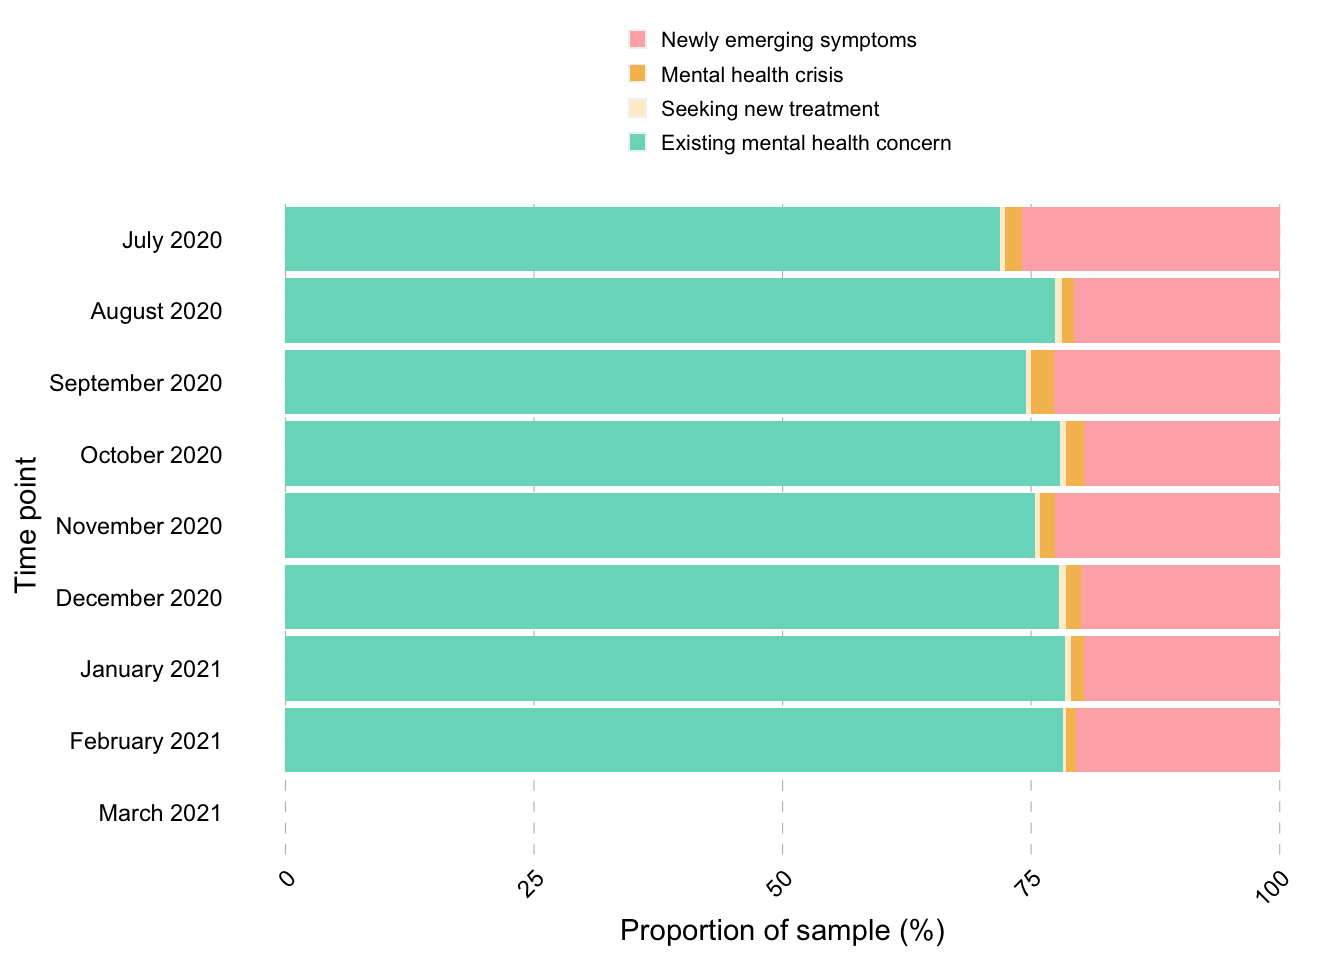 Newly emerging symptoms
Mental health crisis
Seeking new treatment
Existing mental health concern
July 2020
August 2020
September 2020
October 2020
November 2020
December 2020
January 2021
February 2021
March 2021
Time point
0
25
50
75
100
Proportion of sample (%)